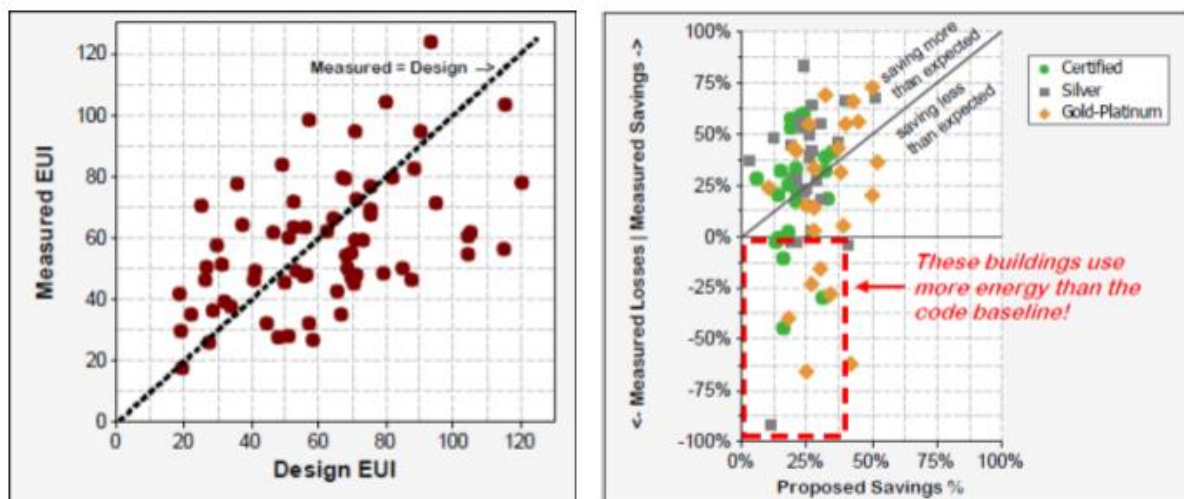 120
100
80
60
40
20
0
Measured EUI
Measured = Design -->
0 20 40 60 80 100 120
Design EUI
100%
75%
50%
25%
0%
-25%
-50%
-75%
-100%
<- Measured Losses | Measured Savings ->
saving more
than expected
saving less
than expected
Certified
Silver
Gold-Platinum
These buildings use
more energy than the
code baseline!
0% 25% 50% 75% 100%
Proposed Savings %